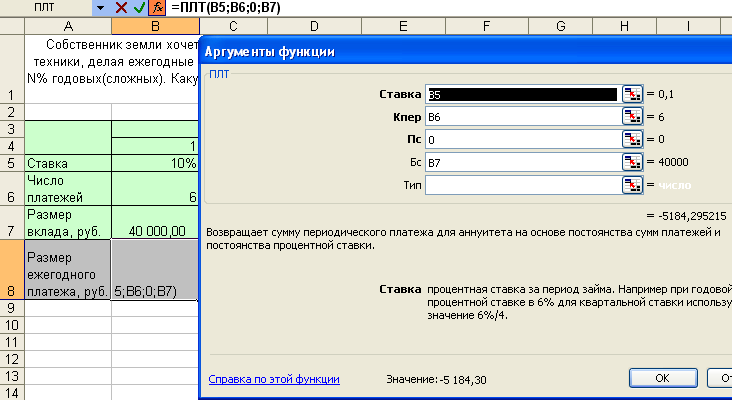 ПЛТ =ПЛТ(B5;B6;0;B7)
A B C D E F G H I
1 Собственник земли хочет
техники, делая ежегодные
N% годовых(сложных). Каку
2
3
4 1
5 Ставка 10%
6 Число
платежей 6
7 Размер
вклада, руб. 40 000,00
8 Размер
ежегодного
платежа, руб. 5;B6;0;B7)
9
10
11
12
13
14
Аргументы функции
ПЛТ
Ставка B5 = 0,1
Кпер B6 = 6
Пс 0 = 0
Бс B7 = 40000
Тип = число
= -5184,295215
Возвращает сумму периодического платежа для аннуитета на основе постоянства сумм платежей и
постоянства процентной ставки.
Ставка процентная ставка за период займа. Например при годовой
процентной ставке в 6% для квартальной ставки использу
значение 6%/4.
Справка по этой функции Значение:-5 184,30 OK От